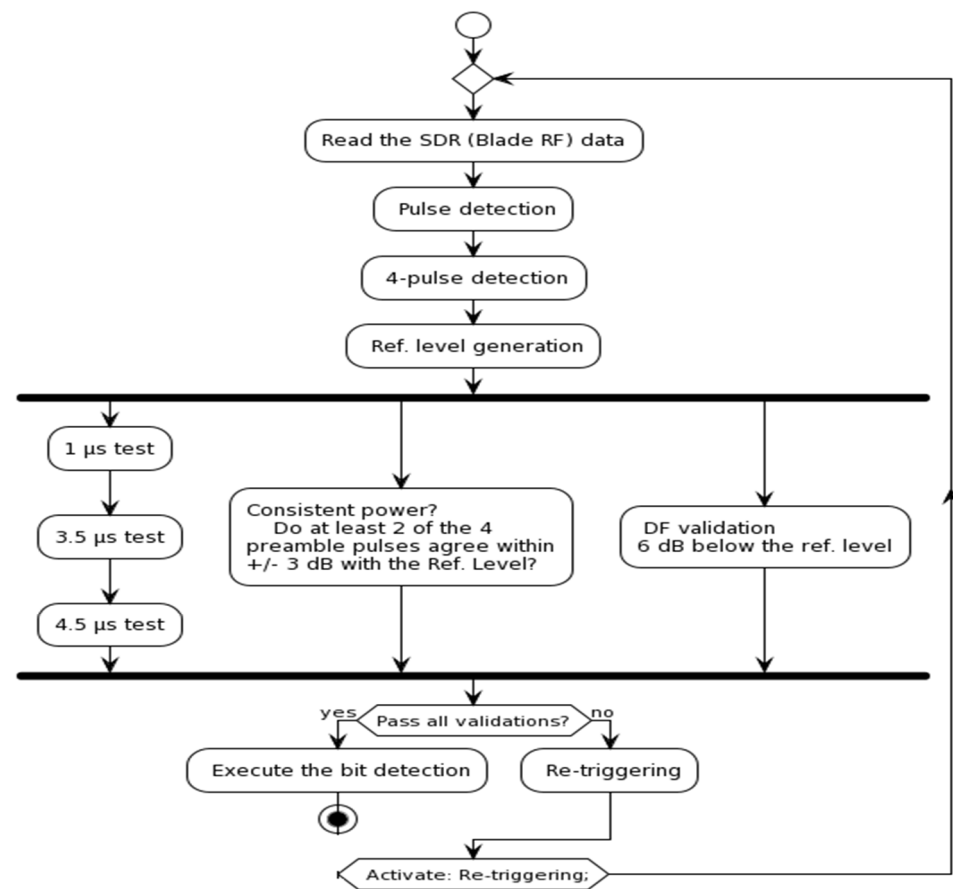 Read the SDR (Blade RF) data
Pulse detection
4-pulse detection
Ref. level generation
1 µs test
3.5 µs test
4.5 µs test
Consistent power?
Do at least 2 of the 4
preamble pulses agree within
+/- 3 dB with the Ref. Level?
DF validation
6 dB below the ref. level
Pass all validations?
yes
no
Execute the bit detection
Re-triggering
Activate: Re-triggering;